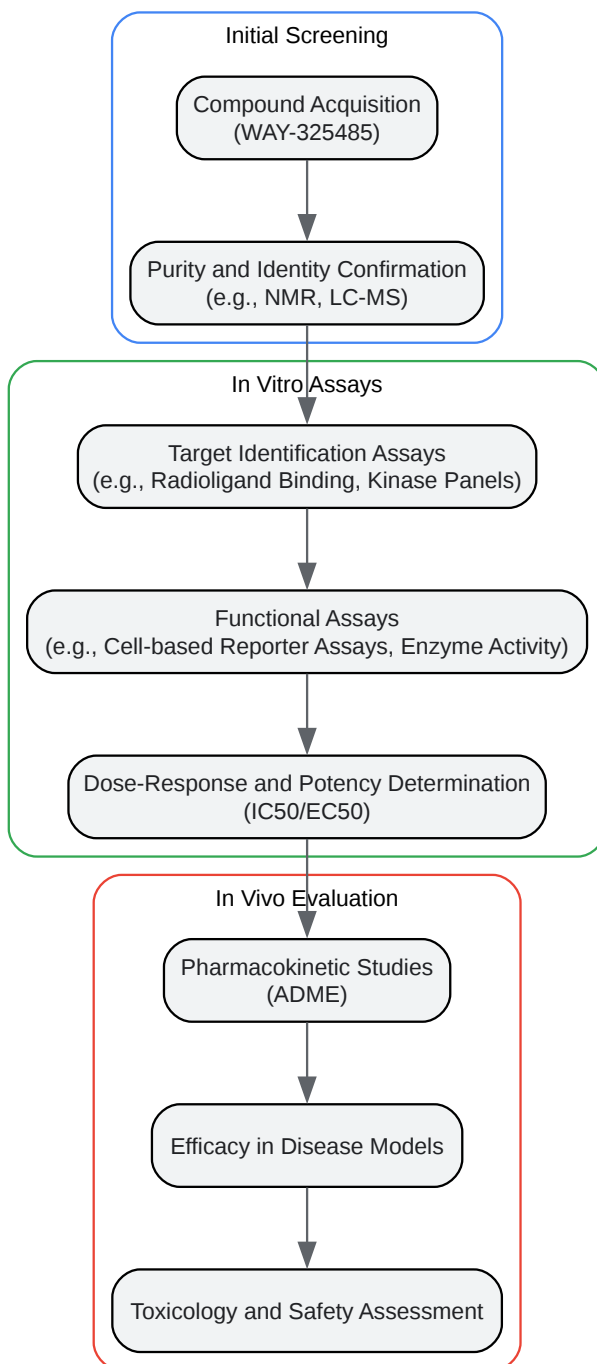 Initial Screening
Compound Acquisition
(WAY-325485)
Purity and Identity Confirmation
(e.g., NMR, LC-MS)
In Vitro Assays
Target Identification Assays
(e.g., Radioligand Binding, Kinase Panels)
Functional Assays
(e.g., Cell-based Reporter Assays, Enzyme Activity)
Dose-Response and Potency Determination
(IC50/EC50)
In Vivo Evaluation
Pharmacokinetic Studies
(ADME)
Efficacy in Disease Models
Toxicology and Safety Assessment